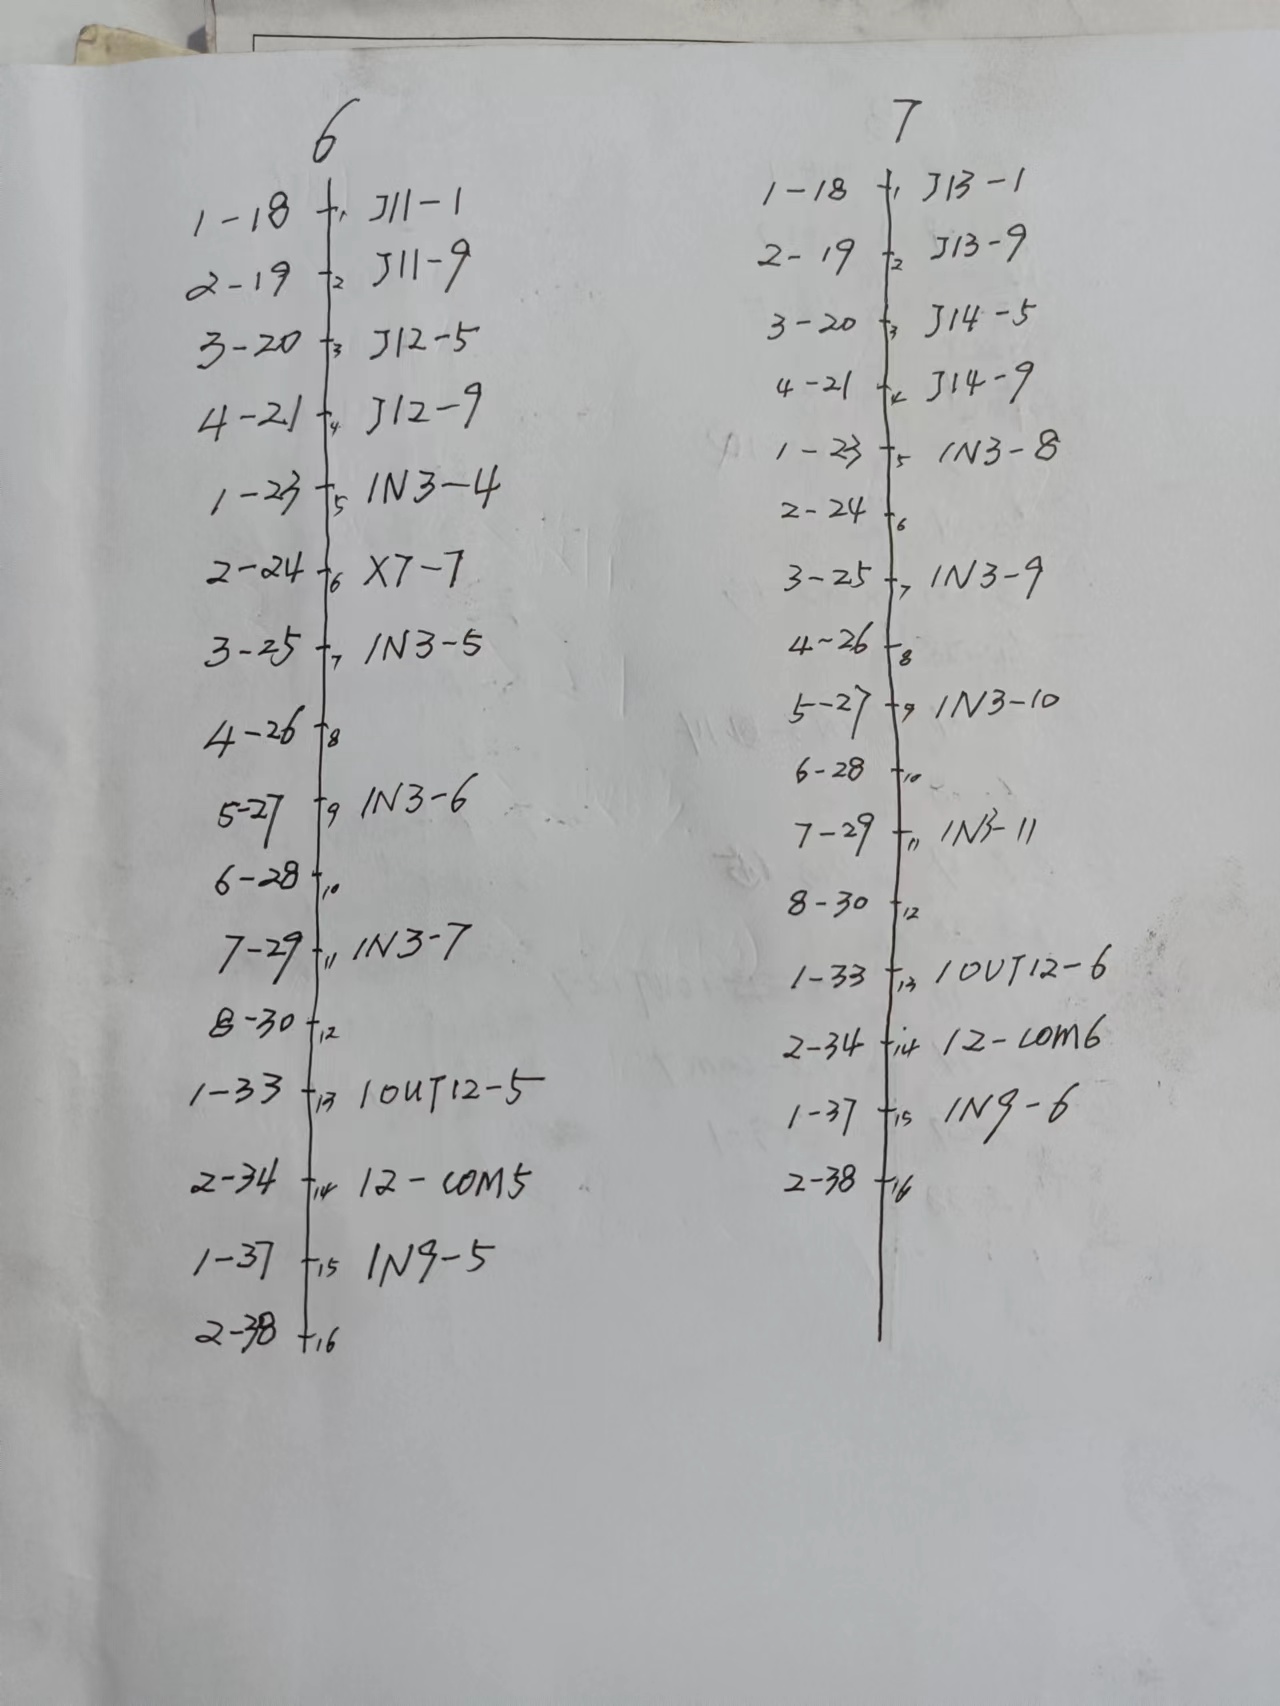 6
1-18 1 J11-1
2-19 2 J11-9
3-20 3 J12-5
4-21 4 J12-9
1-23 5 IN3-4
2-24 6 X7-7
3-25 7 IN3-5
4-26 8
5-27 9 IN3-6
6-28 10
7-29 11 IN3-7
8-30 12
1-33 13 IOUT12-5
2-34 14 12-COM5
1-37 15 IN9-5
2-38 16
7
1-18 1 J13-1
2-19 2 J13-9
3-20 3 J14-5
4-21 4 J14-9
1-23 5 IN3-8
2-24 6
3-25 7 IN3-9
4-26 8
5-27 9 IN3-10
6-28 10
7-29 11 IN3-11
8-30 12
1-33 13 IOUT12-6
2-34 14 12-COM6
1-37 15 IN9-6
2-38 16